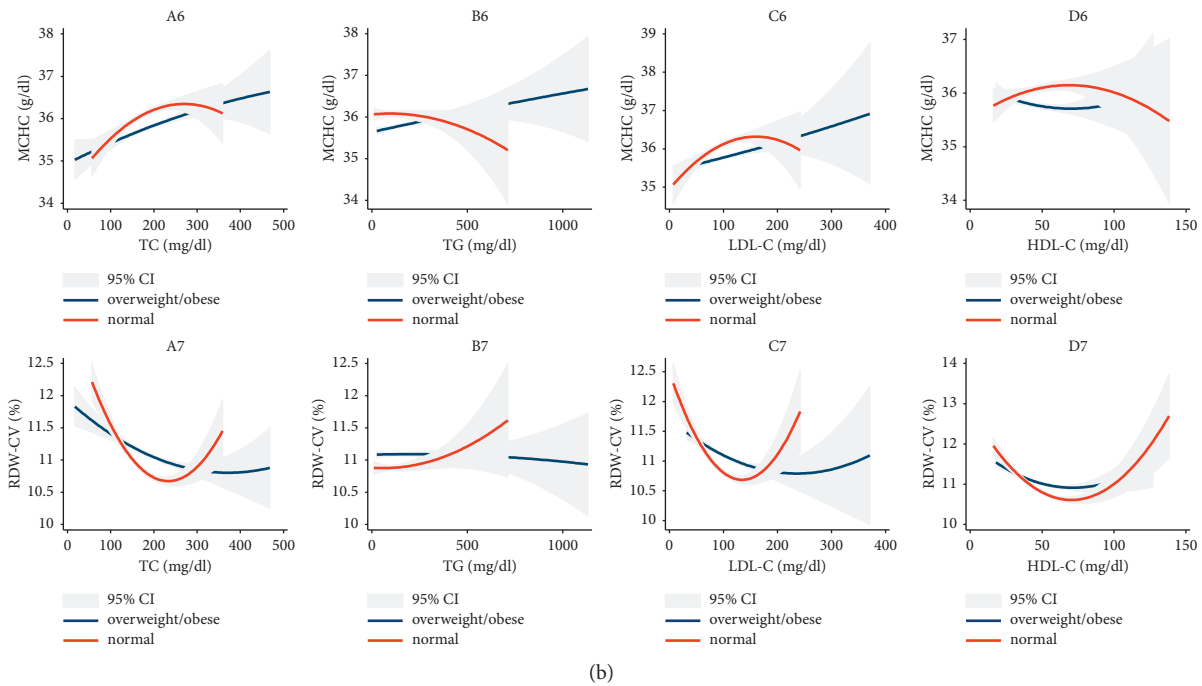 A6
MCHC (g/dl)
38
37
36
35
34
0 100 200 300 400 500
TC (mg/dl)
95% CI
overweight/obese
normal
B6
MCHC (g/dl)
38
37
36
35
34
0 500 1000
TG (mg/dl)
95% CI
overweight/obese
normal
C6
MCHC (g/dl)
39
38
37
36
35
0 100 200 300 400
LDL-C (mg/dl)
95% CI
overweight/obese
normal
D6
MCHC (g/dl)
37
36
35
34
0 50 100 150
HDL-C (mg/dl)
95% CI
overweight/obese
normal
A7
RDW-CV (%)
12.5
12
11.5
11
10.5
10
0 100 200 300 400 500
TC (mg/dl)
95% CI
overweight/obese
normal
B7
RDW-CV (%)
12.5
12
11.5
11
10.5
10
0 500 1000
TG (mg/dl)
95% CI
overweight/obese
normal
C7
RDW-CV (%)
12.5
12
11.5
11
10.5
10
0 100 200 300 400
LDL-C (mg/dl)
95% CI
overweight/obese
normal
D7
RDW-CV (%)
14
13
12
11
10
0 50 100 150
HDL-C (mg/dl)
95% CI
overweight/obese
normal
(b)